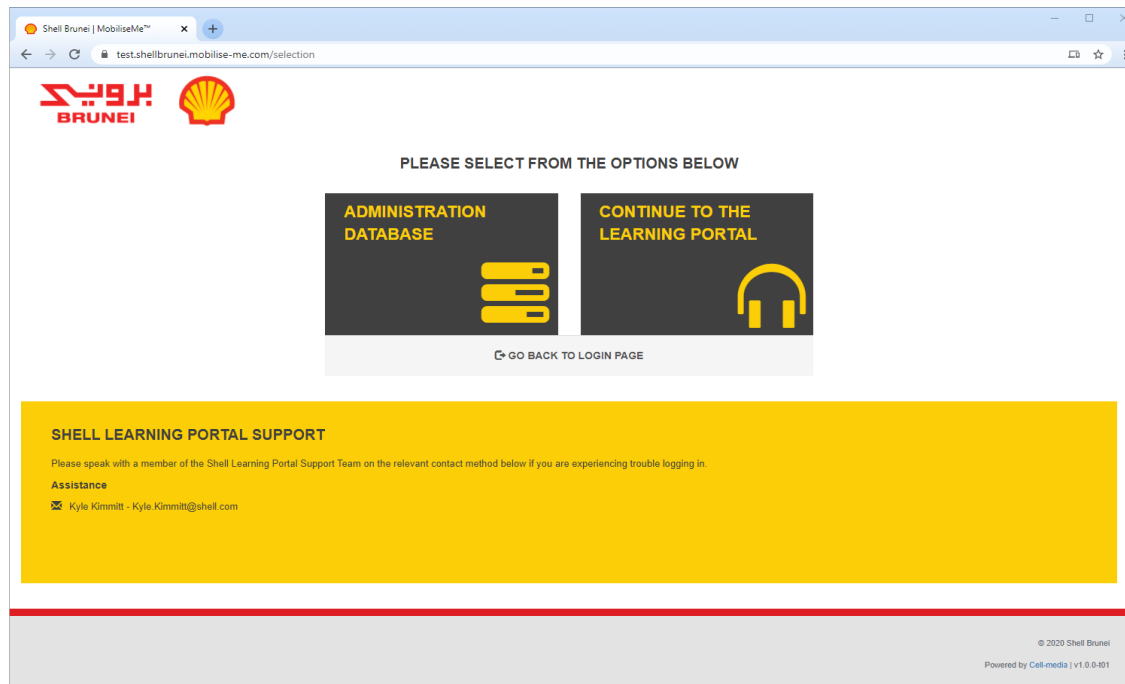 Shell Brunei | MobiliseMe™
test.shellbrunei.mobilise-me.com/selection
بروني
BRUNEI
PLEASE SELECT FROM THE OPTIONS BELOW
ADMINISTRATION
DATABASE
CONTINUE TO THE
LEARNING PORTAL
GO BACK TO LOGIN PAGE
SHELL LEARNING PORTAL SUPPORT
Please speak with a member of the Shell Learning Portal Support Team on the relevant contact method below if you are experiencing trouble logging in.
Assistance
Kyle Kimmitt - Kyle.Kimmitt@shell.com
© 2020 Shell Brunei
Powered by Cell-media | v1.0.0-t01